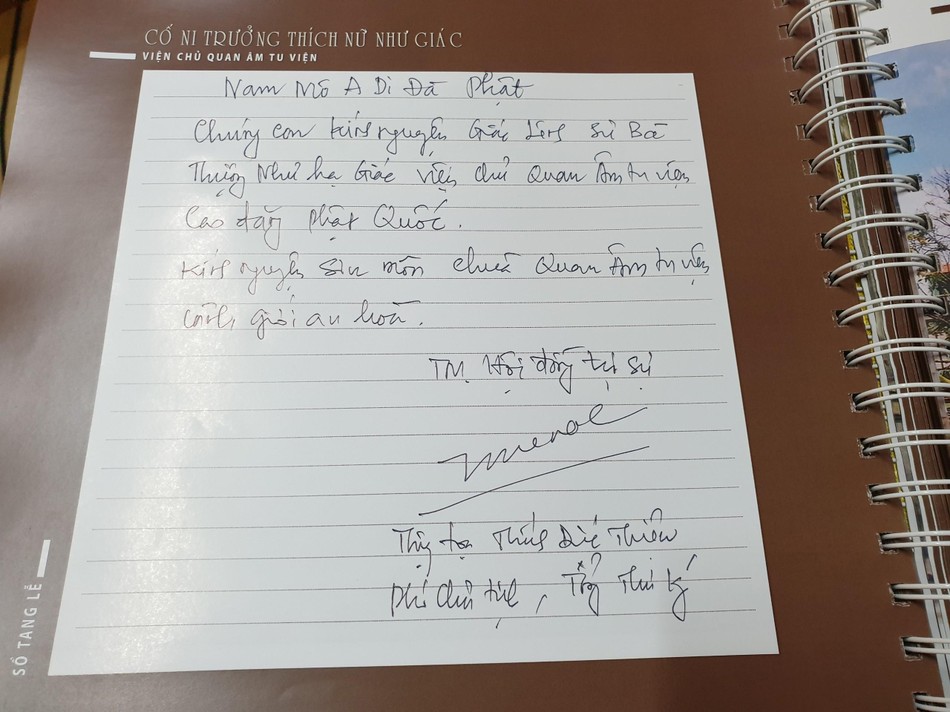 CỐ NI TRƯỞNG THÍCH NỮ NHƯ GIÁC
VIỆN CHỦ QUAN ÂM TU VIỆN
Nam Mô A Di Đà Phật
Chúng con kính nguyện Giác Linh Sư Bà
Thượng Như hạ Giác viện chủ Quan Âm tu viện
Cao đăng Phật Quốc.
Kính nguyện Sơn môn chùa Quan Âm tu viện
cảnh giới an hoà.
TM. Hội đồng trị sự
Thượng tọa Thích Đức Thiện
Phó chủ tịch, Tổng Thư ký
SỔ TANG LỄ